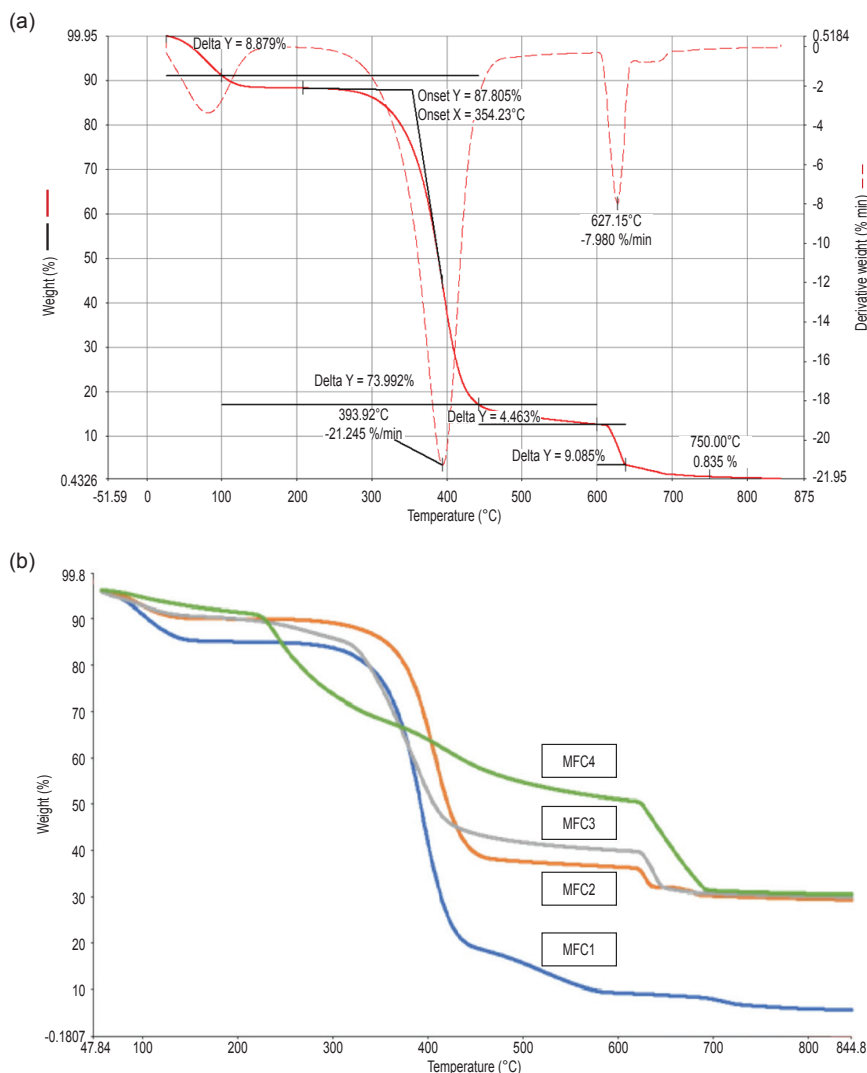 (a)
99.95
90
80
70
60
50
40
30
20
10
0.4326
Weight (%)
Delta Y = 8.879%
Onset Y = 87.805%
Onset X = 354.23°C
627.15°C
-7.980 %/min
Delta Y = 73.992%
393.92°C
-21.245 %/min
Delta Y = 4.463%
Delta Y = 9.085%
750.00°C
0.835 %
0.5184
0
-2
-4
-6
-8
-10
-12
-14
-16
-18
-20
-21.95
Derivative weight (% min)
-51.59 0 100 200 300 400 500 600 700 800 875
Temperature (°C)
(b)
99.8
90
80
70
60
50
40
30
20
10
-0.1807
Weight (%)
MFC4
MFC3
MFC2
MFC1
47.84 100 200 300 400 500 600 700 800 844.8
Temperature (°C)